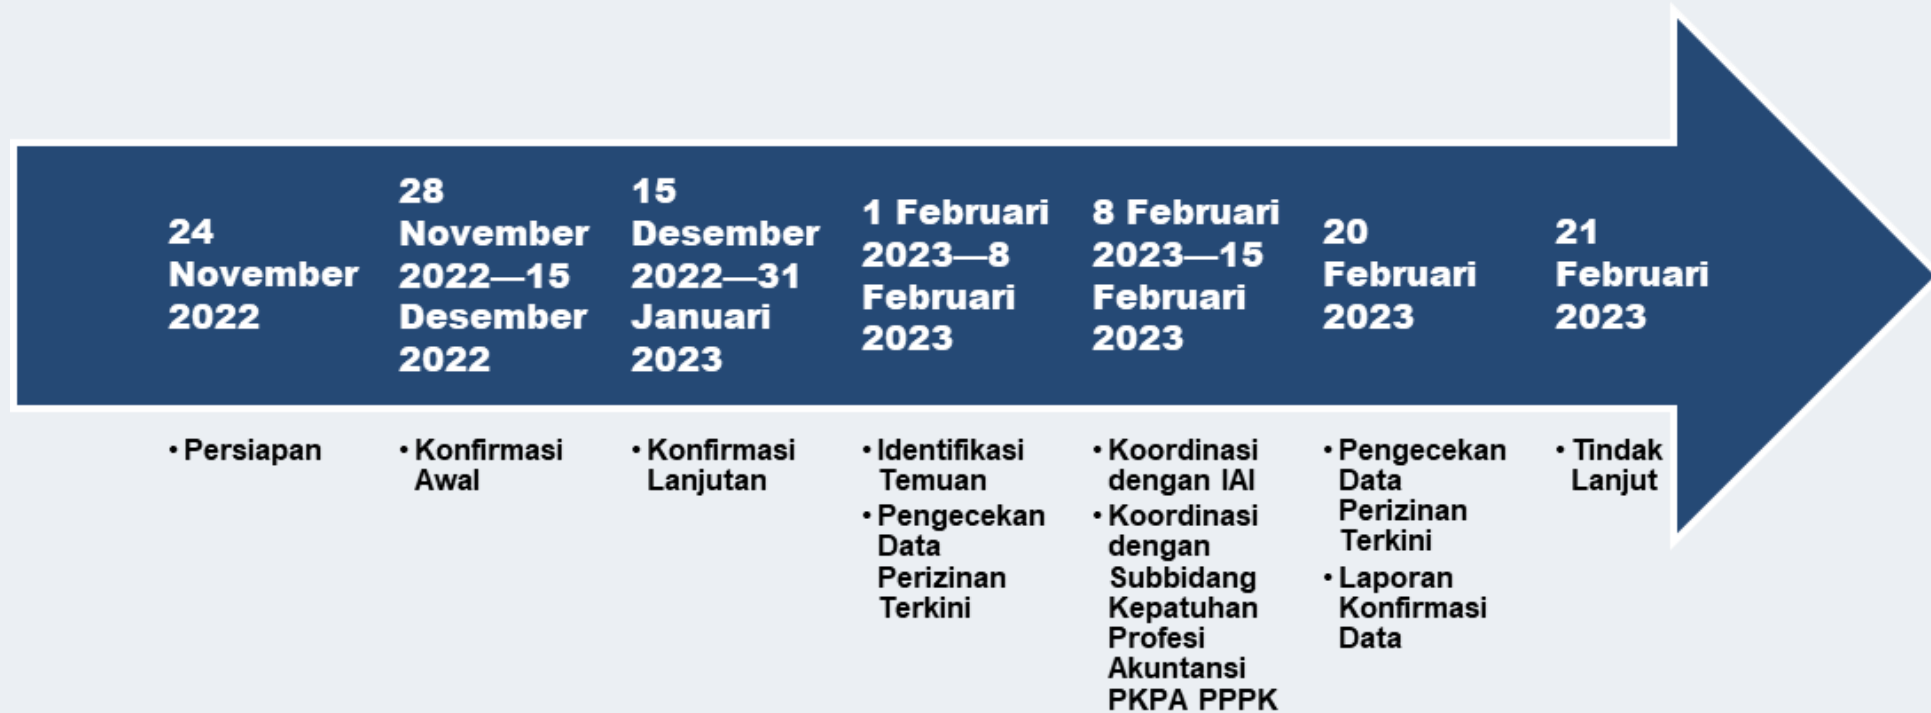 24
November
2022
28
November
2022—15
Desember
2022
15
Desember
2022—31
Januari
2023
1 Februari
2023—8
Februari
2023
8 Februari
2023—15
Februari
2023
20
Februari
2023
21
Februari
2023
• Persiapan
• Konfirmasi
Awal
• Konfirmasi
Lanjutan
• Identifikasi
Temuan
• Pengecekan
Data
Perizinan
Terkini
• Koordinasi
dengan IAI
• Koordinasi
dengan
Subbidang
Kepatuhan
Profesi
Akuntansi
PKPA PPPK
• Pengecekan
Data
Perizinan
Terkini
• Laporan
Konfirmasi
Data
• Tindak
Lanjut